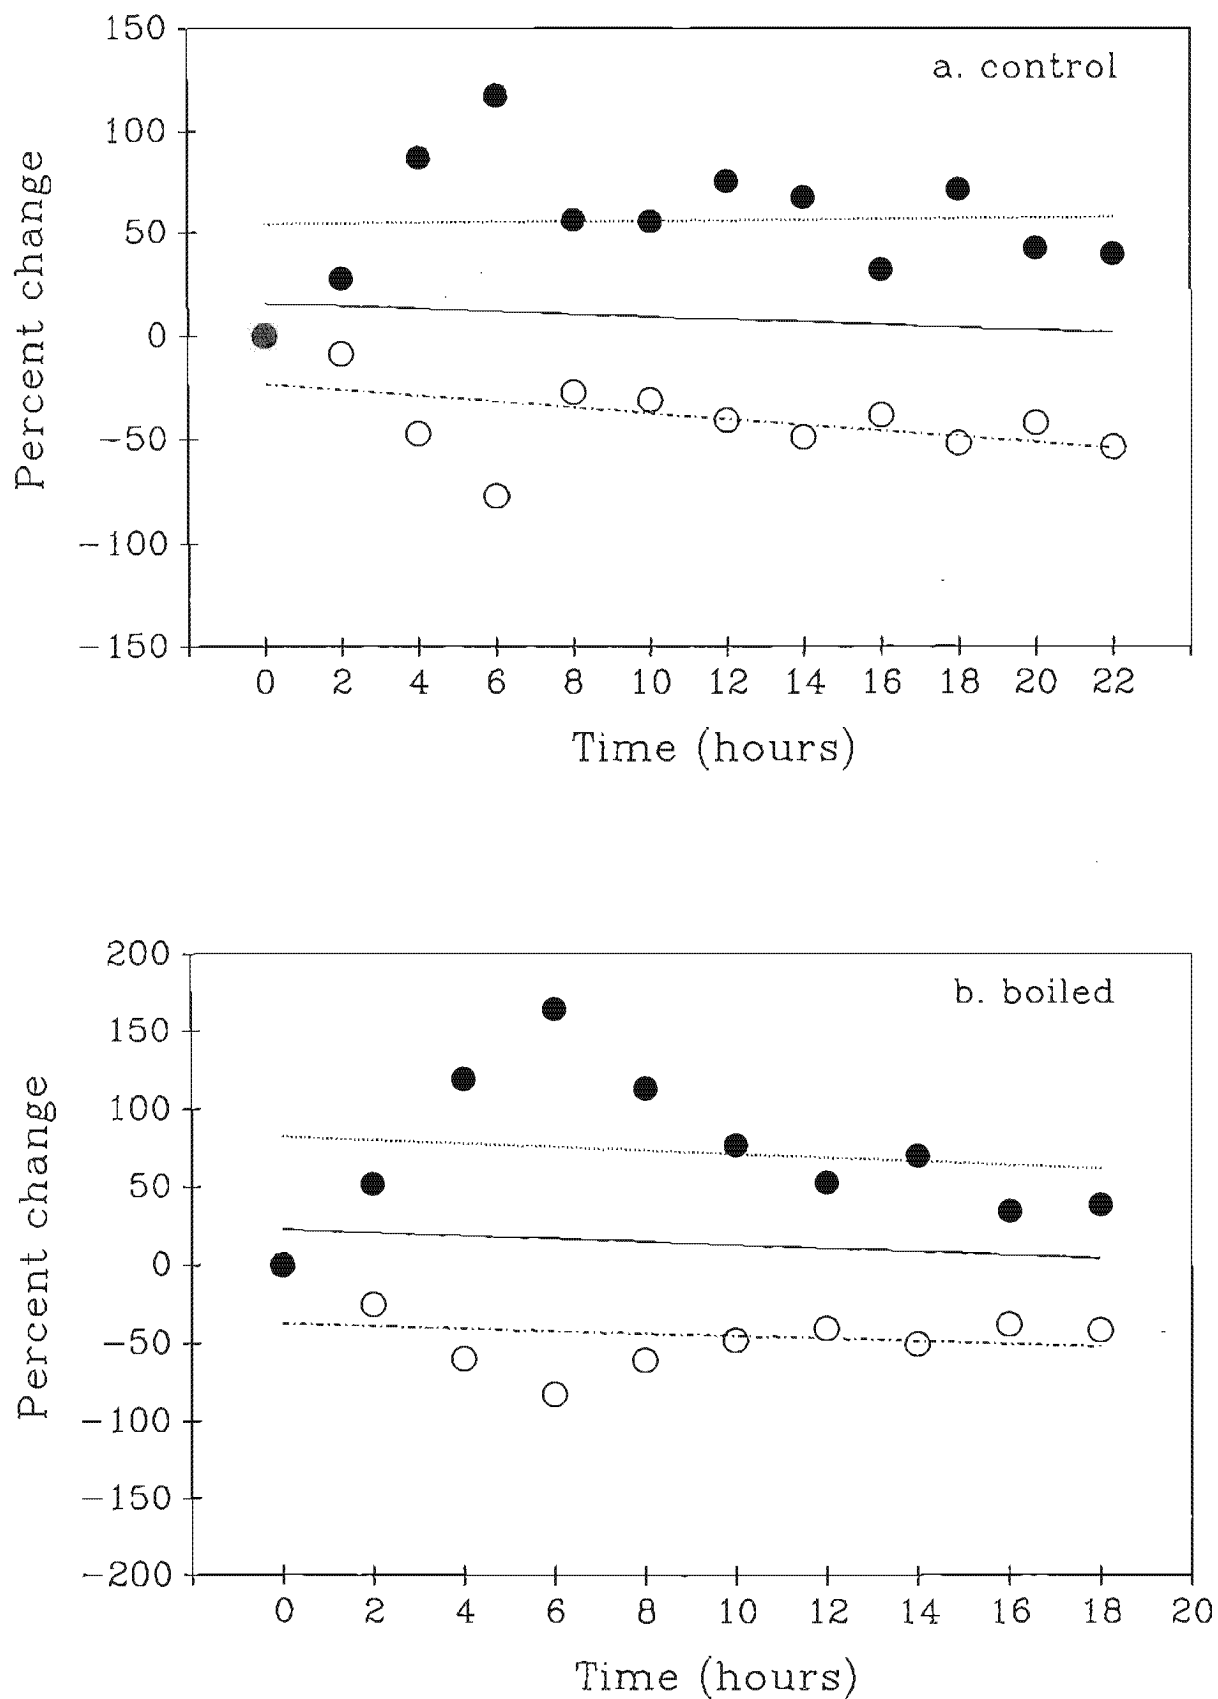 a. control
Percent change
150
100
50
0
−50
−100
−150
0 2 4 6 8 10 12 14 16 18 20 22
Time (hours)
b. boiled
Percent change
200
150
100
50
0
−50
−100
−150
−200
0 2 4 6 8 10 12 14 16 18 20
Time (hours)